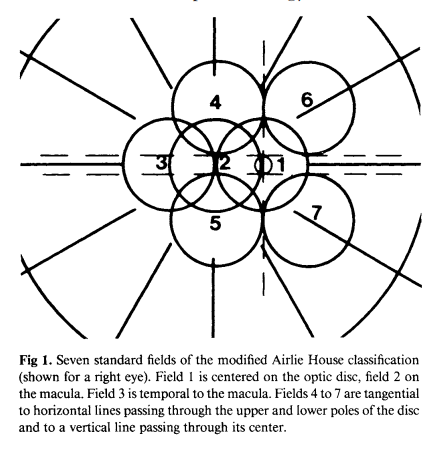 4
6
3
2
1
5
7
Fig 1. Seven standard fields of the modified Airlie House classification
(shown for a right eye). Field 1 is centered on the optic disc, field 2 on
the macula. Field 3 is temporal to the macula. Fields 4 to 7 are tangential
to horizontal lines passing through the upper and lower poles of the disc
and to a vertical line passing through its center.